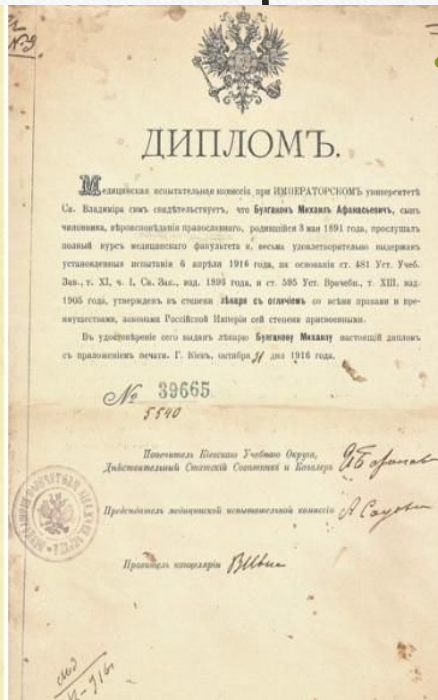 №3
ДИПЛОМЪ.
Медицинская испытательная коммиссія при ИМПЕРАТОРСКОМЪ университетѣ
Св. Владиміра симъ свидѣтельствуетъ, что Булгаковъ Михаилъ Афанасьевичъ, сынъ
чиновника, вѣроисповѣданія православнаго, родившійся 3 мая 1891 года, прослушалъ
полный курсъ медицинскаго факультета и, весьма удовлетворительно выдержавъ
установленныя испытанія 6 апрѣля 1916 года, на основаніи ст. 481 Уст. Учеб.
Зав., т. XI, ч. I, Св. Зак., изд. 1893 года, и ст. 595 Уст. Врачебн., т. XIII, изд.
1905 года, утвержденъ въ степени лѣкаря съ отличіемъ со всѣми правами и пре-
имуществами, законами Россійской Имперіи сей степени присвоенными.
Въ удостовѣреніе сего выданъ лѣкарю Булгакову Михаилу настоящій дипломъ
съ приложеніемъ печати. Г. Кіевъ, октября 31 дня 1916 года.
№ 39665
5540
Попечитель Кіевскаго Учебнаго Округа,
Дѣйствительный Статскій Совѣтникъ и Кавалеръ
Предсѣдатель медицинской испытательной комиссіи
Правитель канцеляріи